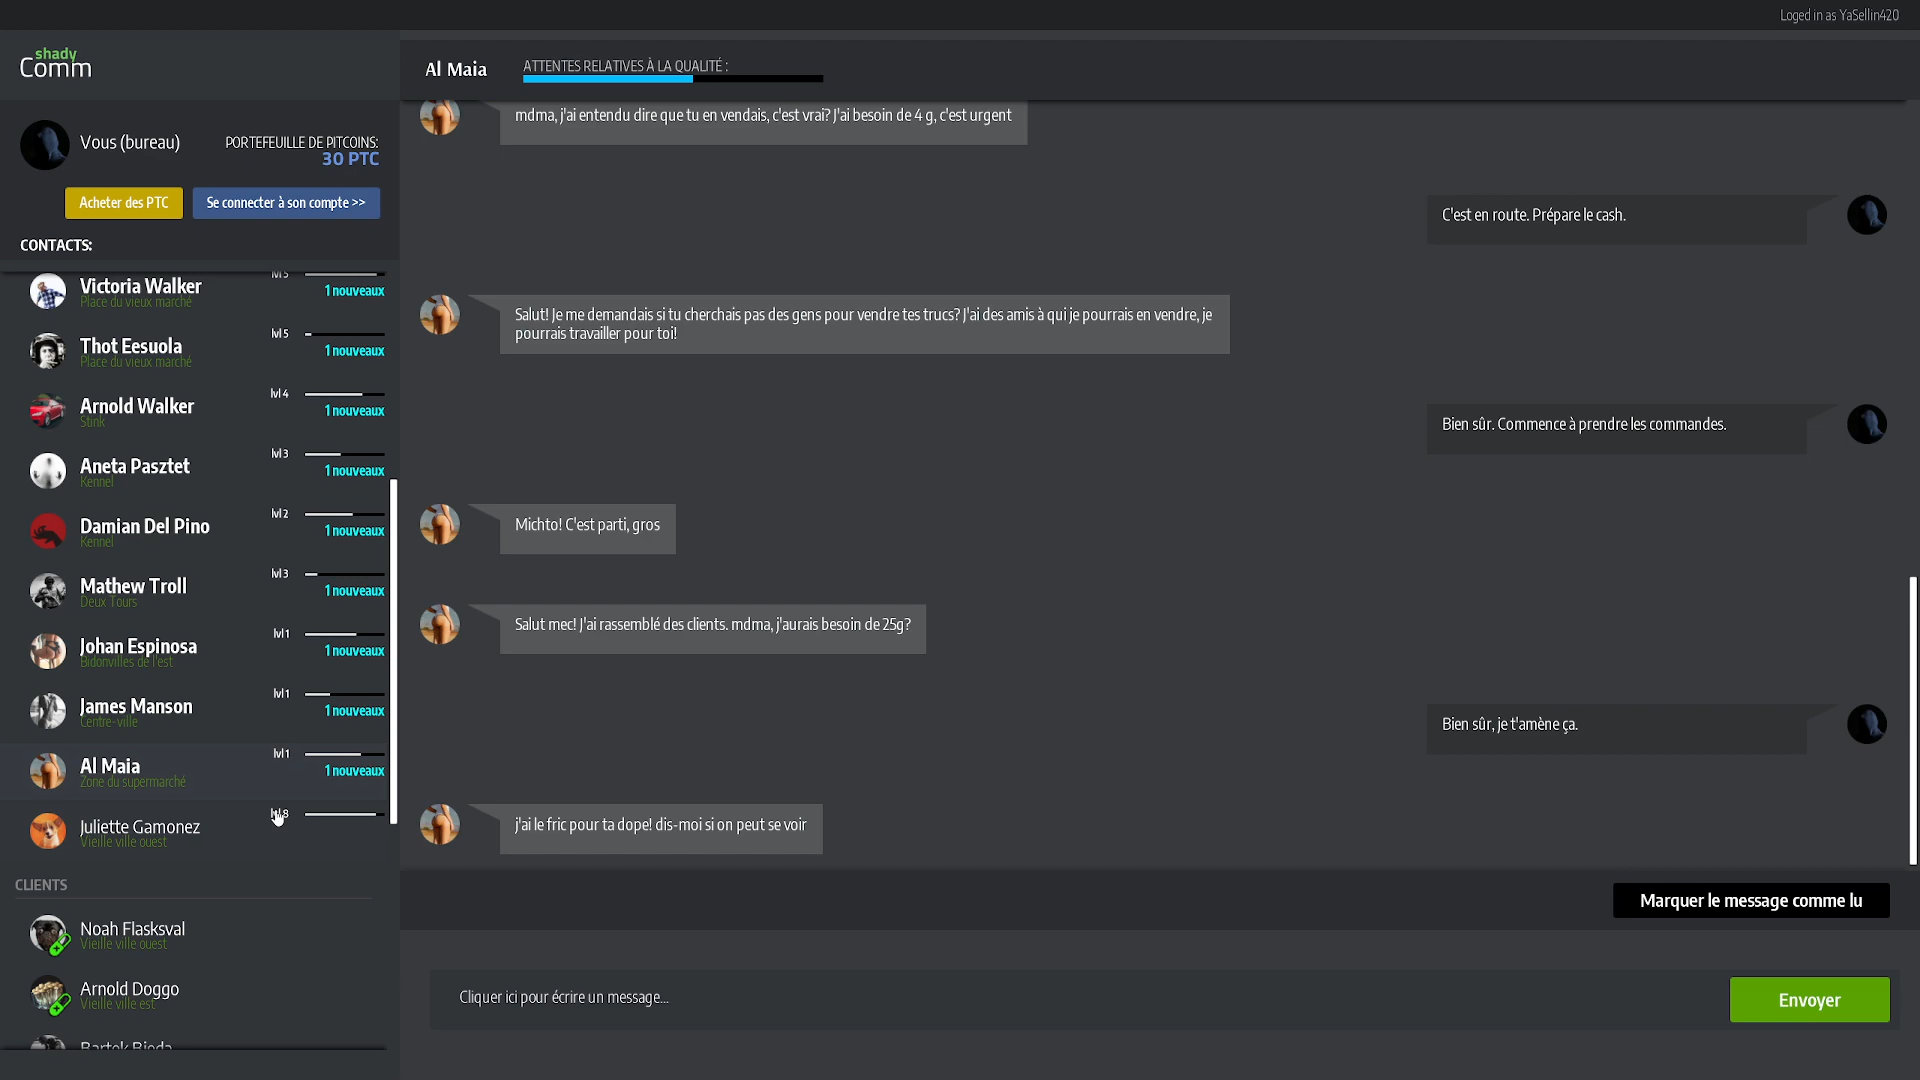 Loged in as YaSellin420
shady
Comm
Al Maia
ATTENTES RELATIVES À LA QUALITÉ :
Vous (bureau)
PORTEFEUILLE DE PITCOINS:
30 PTC
Acheter des PTC
Se connecter à son compte >>
CONTACTS:
Victoria Walker
Place du vieux marché
lvl 5
1 nouveaux
Thot Eesuola
Place du vieux marché
lvl 5
1 nouveaux
Arnold Walker
Stink
lvl 4
1 nouveaux
Aneta Pasztet
Kennel
lvl 3
1 nouveaux
Damian Del Pino
Kennel
lvl 2
1 nouveaux
Mathew Troll
Deux Tours
lvl 3
1 nouveaux
Johan Espinosa
Bidonvilles de l'est
lvl 1
1 nouveaux
James Manson
Centre-ville
lvl 1
1 nouveaux
Al Maia
Zone du supermarché
lvl 1
1 nouveaux
Juliette Gamonez
Vieille ville ouest
CLIENTS
Noah Flasksval
Vieille ville ouest
Arnold Doggo
Vieille ville est
Bartek Bieda
mdma, j'ai entendu dire que tu en vendais, c'est vrai? J'ai besoin de 4 g, c'est urgent
C'est en route. Prépare le cash.
Salut! Je me demandais si tu cherchais pas des gens pour vendre tes trucs? J'ai des amis à qui je pourrais en vendre, je
pourrais travailler pour toi!
Bien sûr. Commence à prendre les commandes.
Michto! C'est parti, gros
Salut mec! J'ai rassemblé des clients. mdma, j'aurais besoin de 25g?
Bien sûr, je t'amène ça.
j'ai le fric pour ta dope! dis-moi si on peut se voir
Marquer le message comme lu
Cliquer ici pour écrire un message...
Envoyer